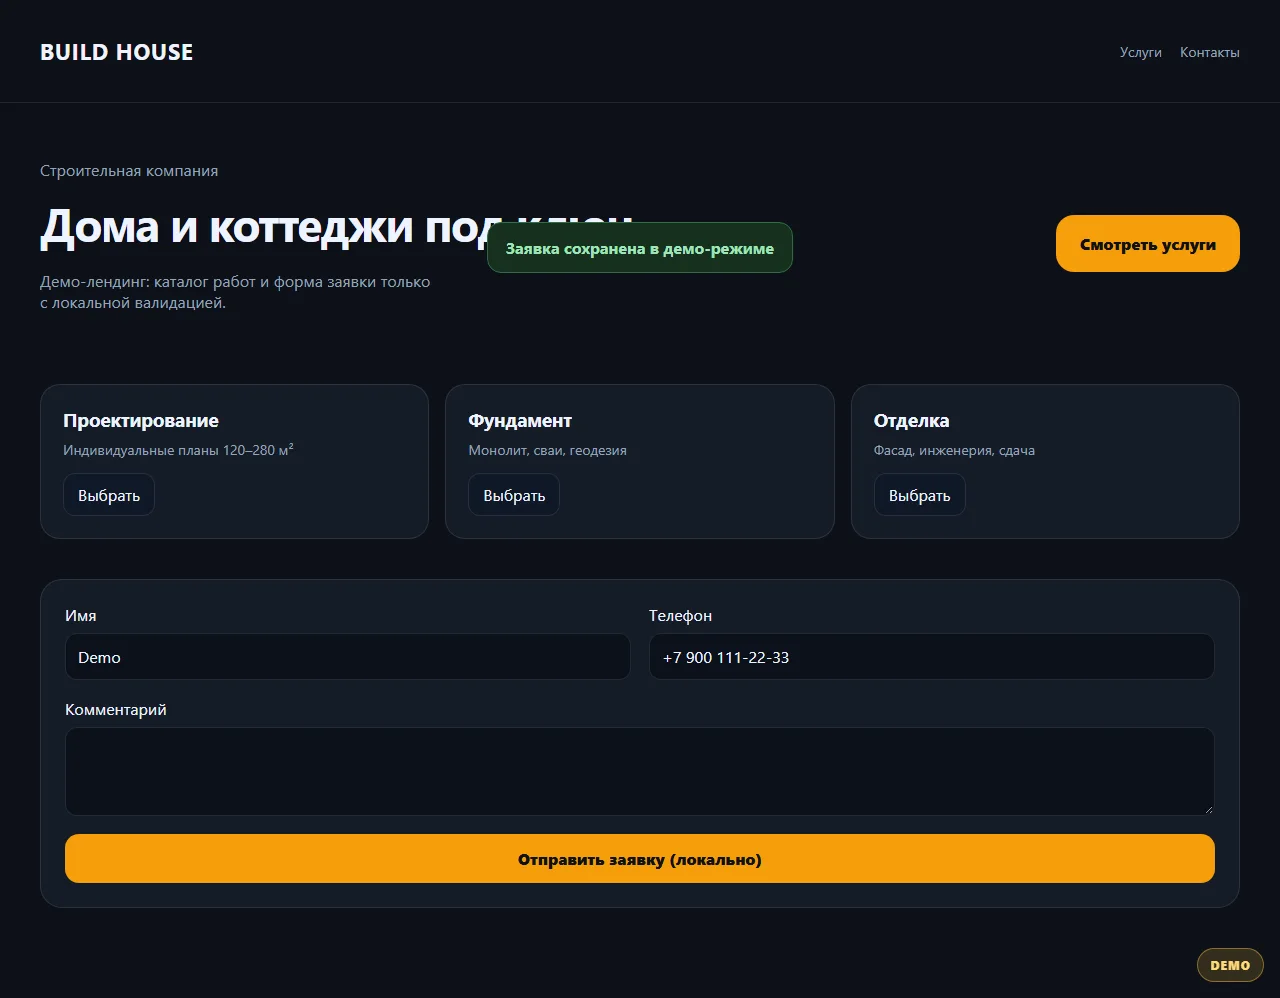 BUILD HOUSE
Услуги
Контакты
Строительная компания
Дома и коттеджи под ключ
Заявка сохранена в демо-режиме
Смотреть услуги
Демо-лендинг: каталог работ и форма заявки только
с локальной валидацией.
Проектирование
Индивидуальные планы 120–280 м²
Выбрать
Фундамент
Монолит, сваи, геодезия
Выбрать
Отделка
Фасад, инженерия, сдача
Выбрать
Имя
Demo
Телефон
+7 900 111-22-33
Комментарий
Отправить заявку (локально)
DEMO